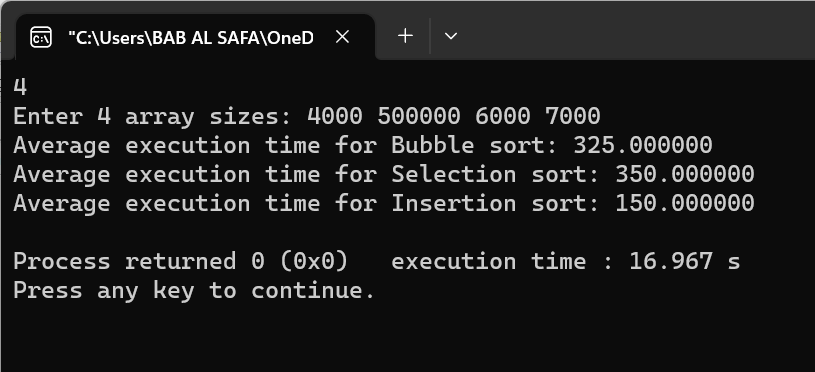 "C:\Users\BAB AL SAFA\OneD
4
Enter 4 array sizes: 4000 500000 6000 7000
Average execution time for Bubble sort: 325.000000
Average execution time for Selection sort: 350.000000
Average execution time for Insertion sort: 150.000000
Process returned 0 (0x0)   execution time : 16.967 s
Press any key to continue.